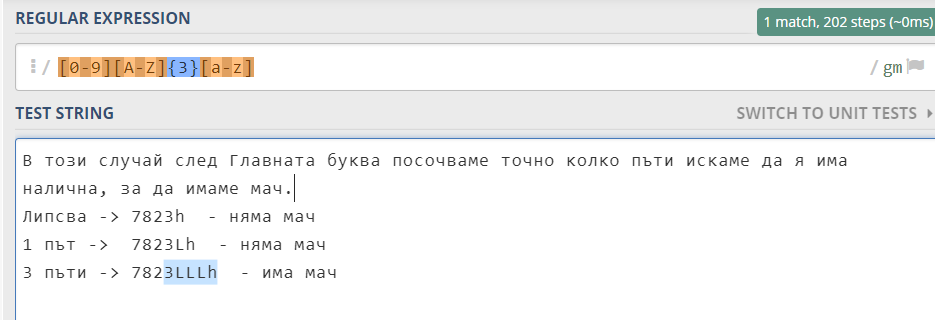 REGULAR EXPRESSION
1 match, 202 steps (~0ms)
/ [0-9][A-Z]{3}[a-z] / gm
TEST STRING
SWITCH TO UNIT TESTS
В този случай след Главната буква посочваме точно колко пъти искаме да я има
налична, за да имаме мач.
Липсва -> 7823h - няма мач
1 път -> 7823Lh - няма мач
3 пъти -> 7823LLLh - има мач